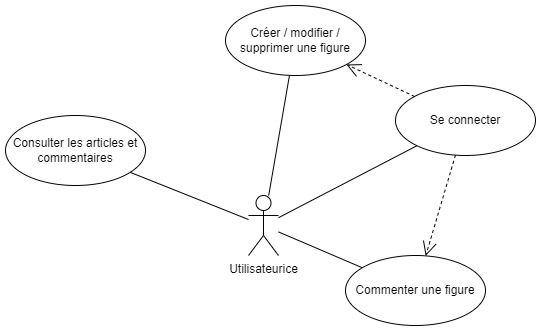 Créer / modifier /
supprimer une figure
Se connecter
Consulter les articles et
commentaires
Utilisateurice
Commenter une figure